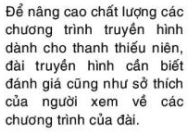 Để nâng cao chất lượng các
chương trình truyền hình
dành cho thanh thiếu niên,
đài truyền hình cần biết
đánh giá cũng như sở thích
của người xem về các
chương trình của đài.